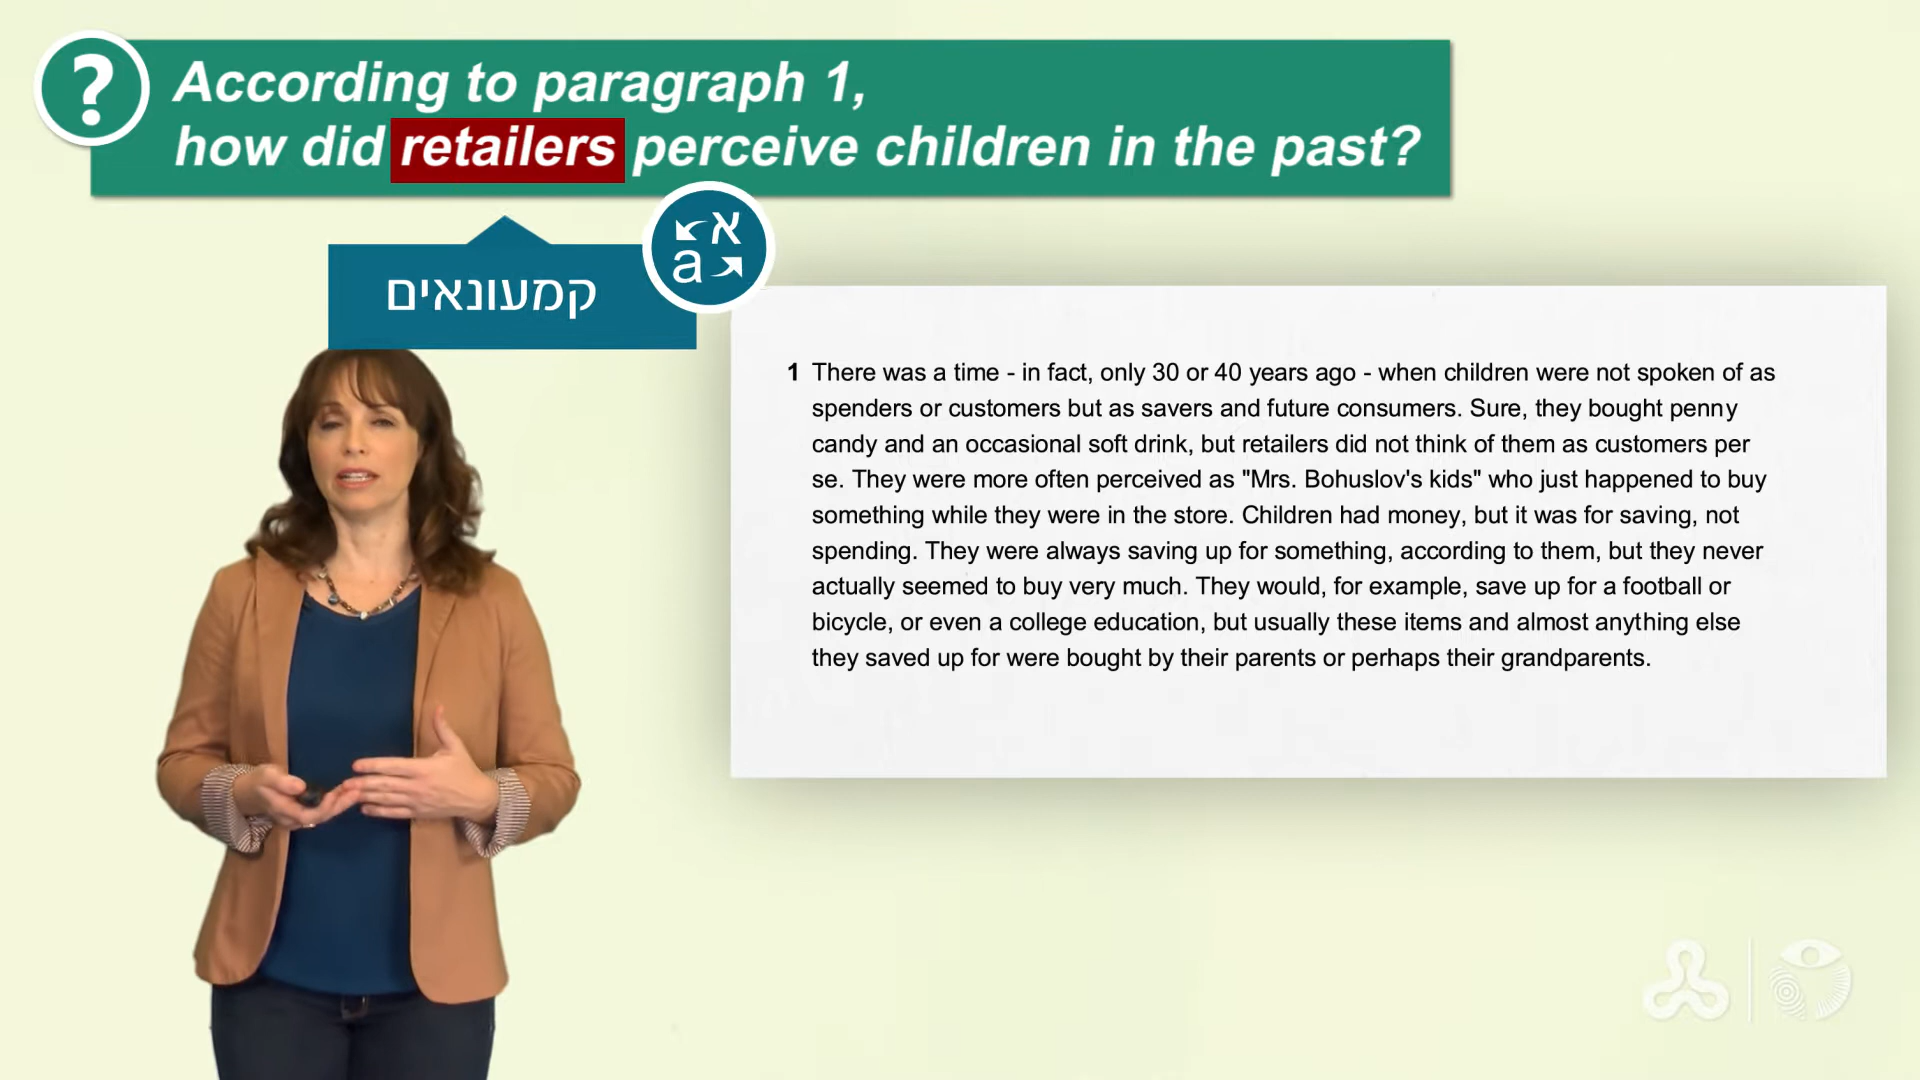 ?
According to paragraph 1,
how did retailers perceive children in the past?
א
a
קמעונאים
1 There was a time - in fact, only 30 or 40 years ago - when children were not spoken of as
spenders or customers but as savers and future consumers. Sure, they bought penny
candy and an occasional soft drink, but retailers did not think of them as customers per
se. They were more often perceived as "Mrs. Bohuslov's kids" who just happened to buy
something while they were in the store. Children had money, but it was for saving, not
spending. They were always saving up for something, according to them, but they never
actually seemed to buy very much. They would, for example, save up for a football or
bicycle, or even a college education, but usually these items and almost anything else
they saved up for were bought by their parents or perhaps their grandparents.